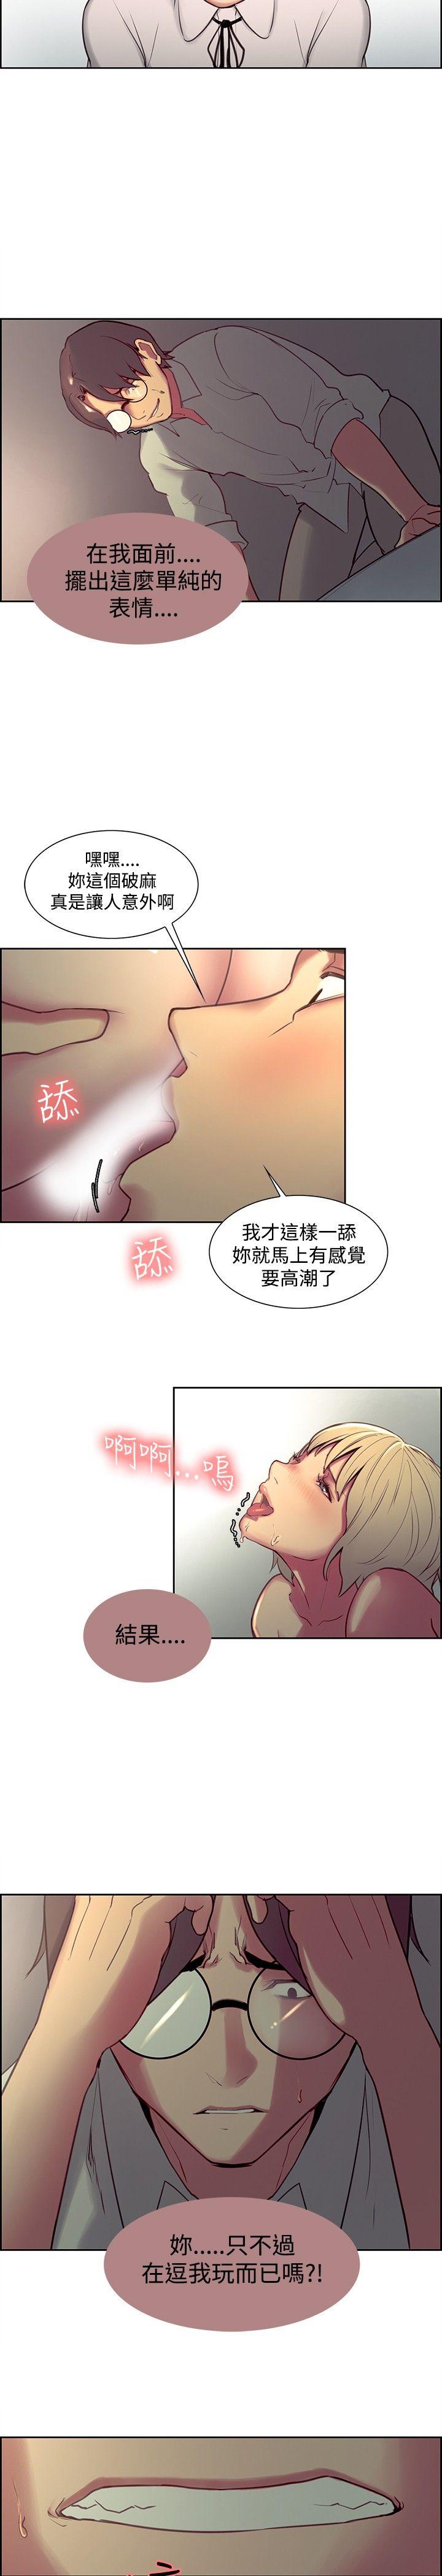 在我面前....
擺出這麼單純的
表情....
嘿嘿....
妳這個破麻
真是讓人意外啊
舔
舔
我才這樣一舔
妳就馬上有感覺
要高潮了
啊啊...嗚
結果....
妳.....只不過
在逗我玩而已嗎?!